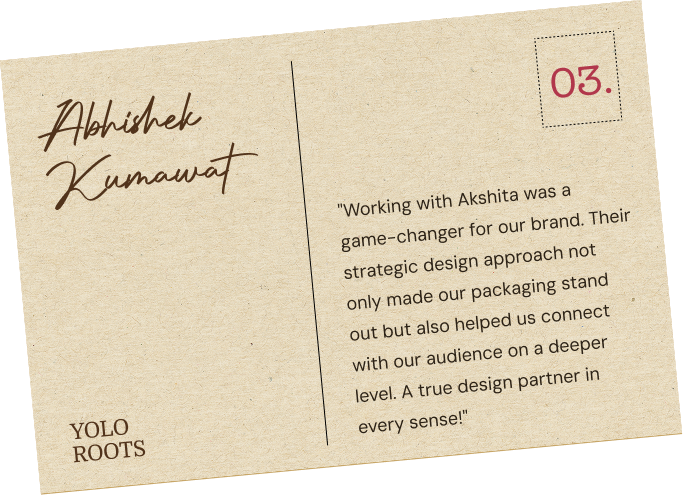 Abhishek
Kumawat
YOLO
ROOTS
03.
"Working with Akshita was a
game-changer for our brand. Their
strategic design approach not
only made our packaging stand
out but also helped us connect
with our audience on a deeper
level. A true design partner in
every sense!"